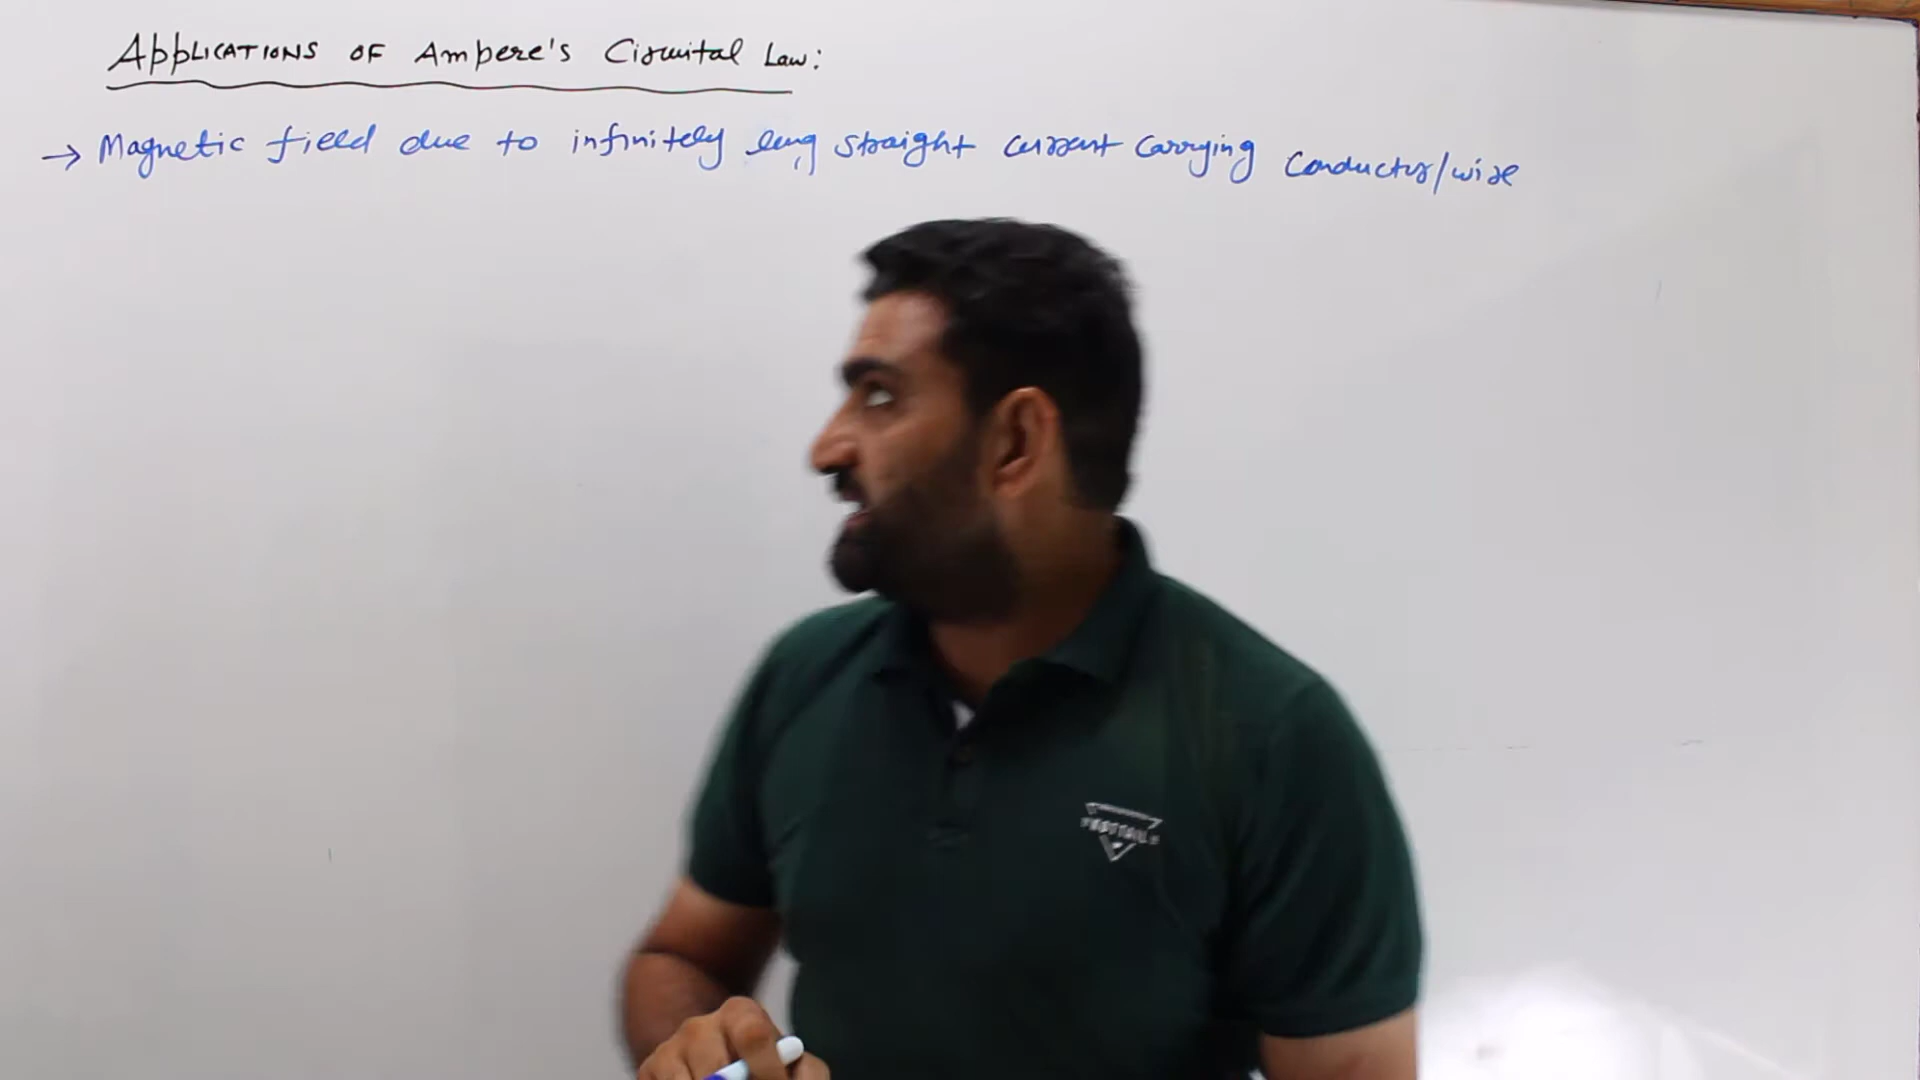 Applications of Ampere's Circuital Law:
→ Magnetic field due to infinitely long straight current carrying conductor/wire